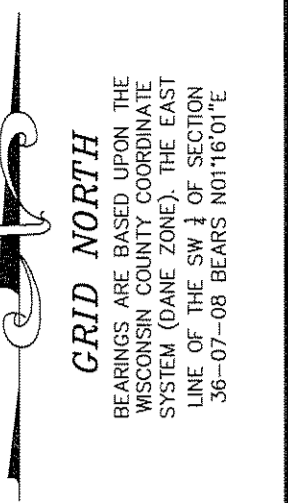 GRID NORTH
BEARINGS ARE BASED UPON THE
WISCONSIN COUNTY COORDINATE
SYSTEM (DANE ZONE). THE EAST
LINE OF THE SW ¼ OF SECTION
36-07-08 BEARS N01°16'01"E